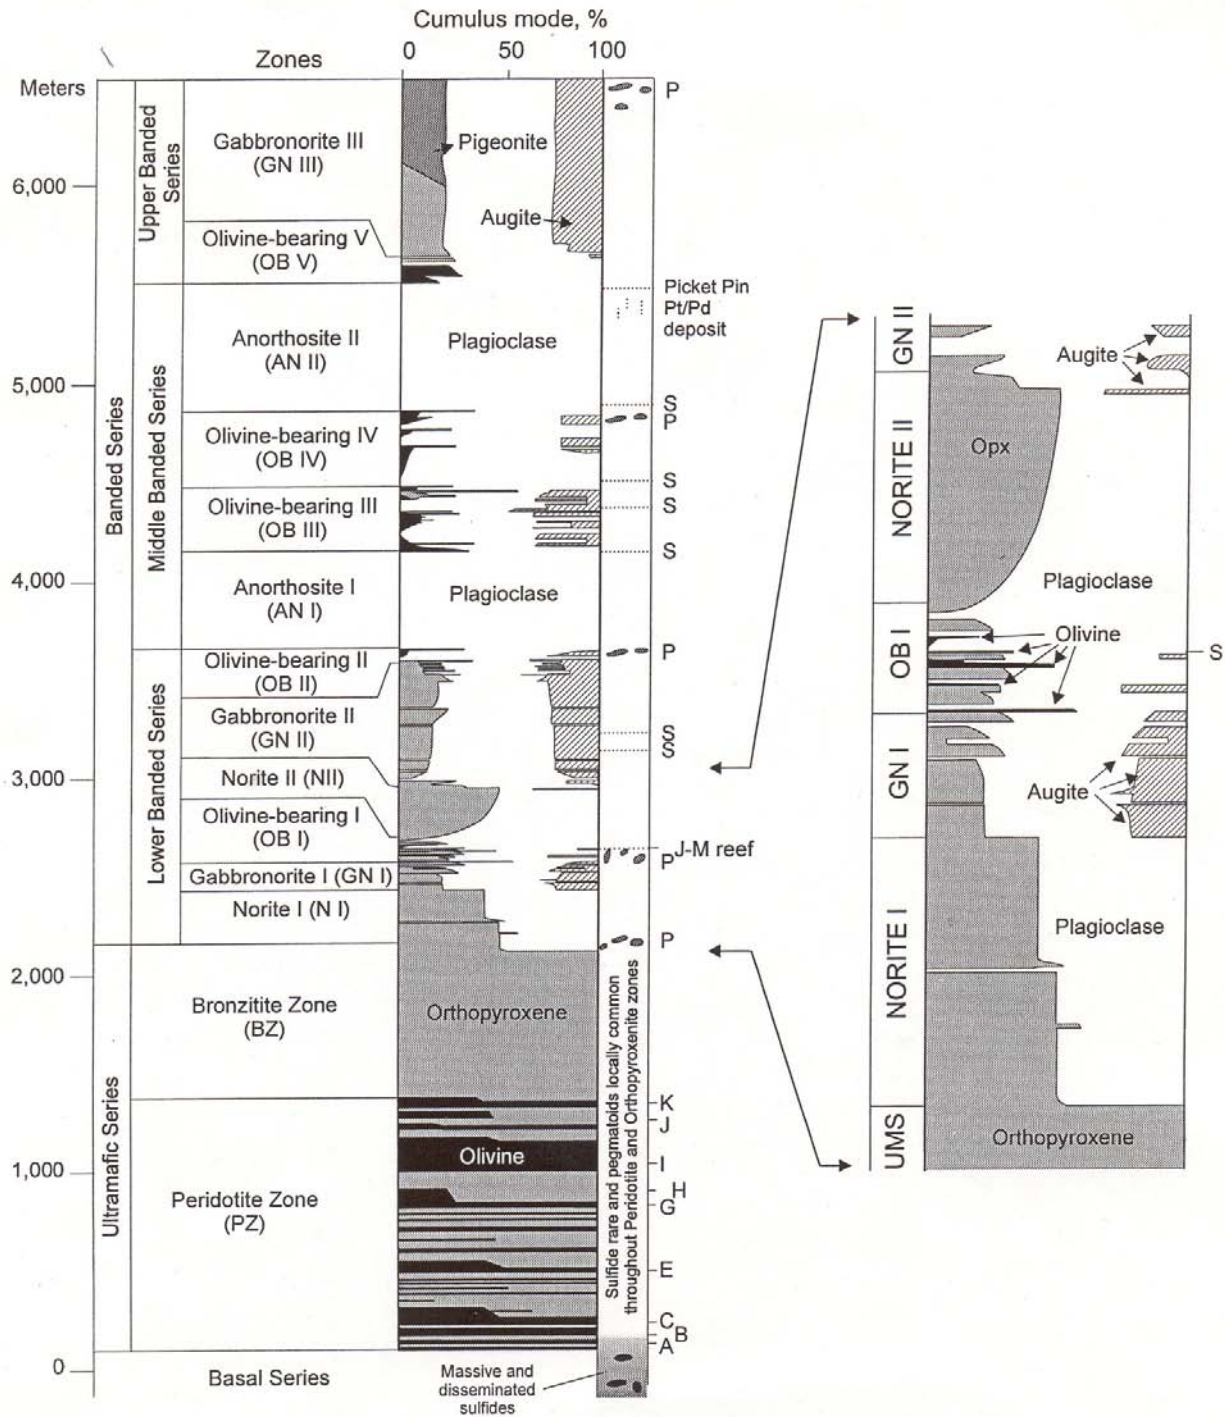 Cumulus mode, %
Zones
0
50
100
Meters
6,000
5,000
4,000
3,000
2,000
1,000
0
Banded Series
Ultramafic Series
Upper Banded
Series
Middle Banded Series
Lower Banded Series
Gabbronorite III
(GN III)
Olivine-bearing V
(OB V)
Anorthosite II
(AN II)
Olivine-bearing IV
(OB IV)
Olivine-bearing III
(OB III)
Anorthosite I
(AN I)
Olivine-bearing II
(OB II)
Gabbronorite II
(GN II)
Norite II (NII)
Olivine-bearing I
(OB I)
Gabbronorite I (GN I)
Norite I (N I)
Bronzitite Zone
(BZ)
Peridotite Zone
(PZ)
Basal Series
Pigeonite
Augite
Plagioclase
Plagioclase
Orthopyroxene
Olivine
P
Picket Pin
Pt/Pd
deposit
S
P
S
S
S
P
S
S
J-M reef
P
P
Sulfide rare and pegmatoids locally common
throughout Peridotite and Orthopyroxenite zones
K
J
I
H
G
E
C
B
A
Massive and
disseminated
sulfides
GN II
NORITE II
OB I
GN I
NORITE I
UMS
Augite
Opx
Plagioclase
Olivine
S
Augite
Plagioclase
Orthopyroxene